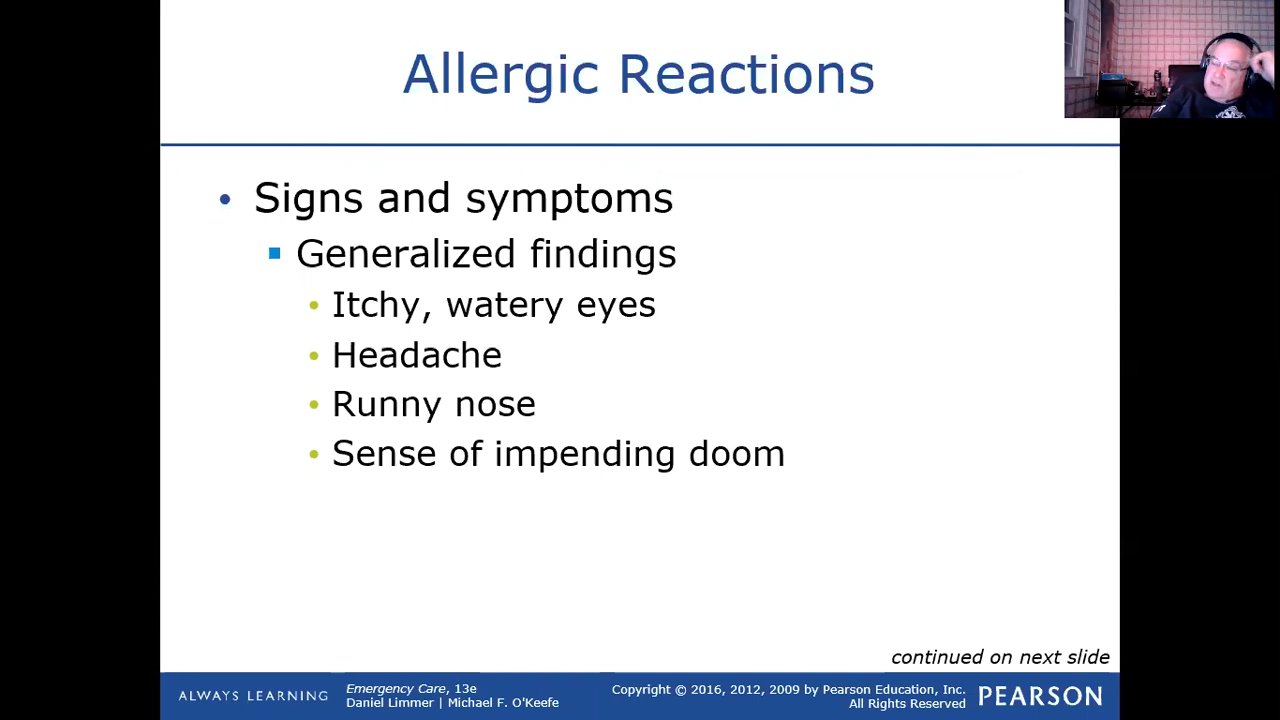 Allergic Reactions
• Signs and symptoms
▪ Generalized findings
• Itchy, watery eyes
• Headache
• Runny nose
• Sense of impending doom
continued on next slide
ALWAYS LEARNING
Emergency Care, 13e
Daniel Limmer | Michael F. O'Keefe
Copyright © 2016, 2012, 2009 by Pearson Education, Inc.
All Rights Reserved
PEARSON